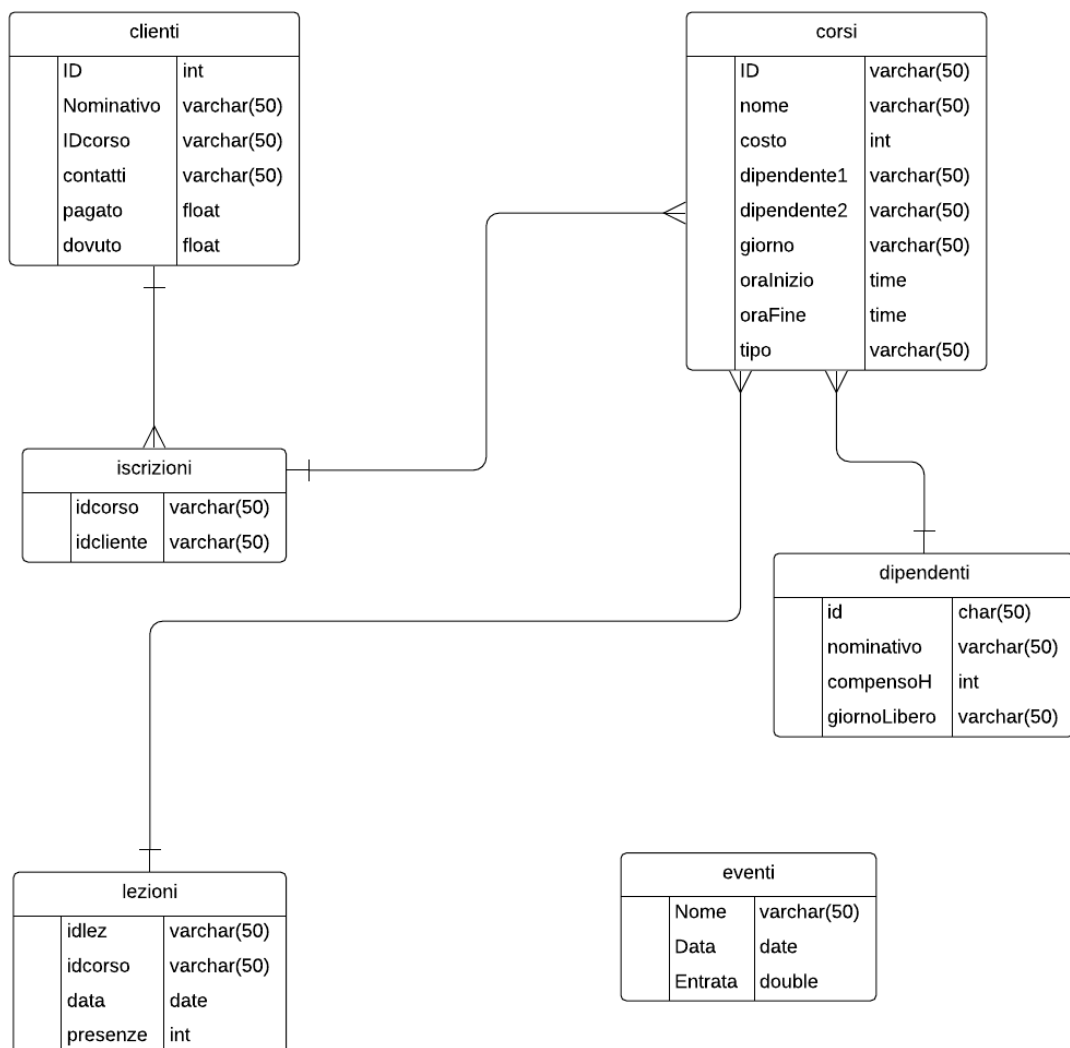 clienti
ID int
Nominativo varchar(50)
IDcorso varchar(50)
contatti varchar(50)
pagato float
dovuto float
corsi
ID varchar(50)
nome varchar(50)
costo int
dipendente1 varchar(50)
dipendente2 varchar(50)
giorno varchar(50)
oraInizio time
oraFine time
tipo varchar(50)
iscrizioni
idcorso varchar(50)
idcliente varchar(50)
dipendenti
id char(50)
nominativo varchar(50)
compensoH int
giornoLibero varchar(50)
lezioni
idlez varchar(50)
idcorso varchar(50)
data date
presenze int
eventi
Nome varchar(50)
Data date
Entrata double